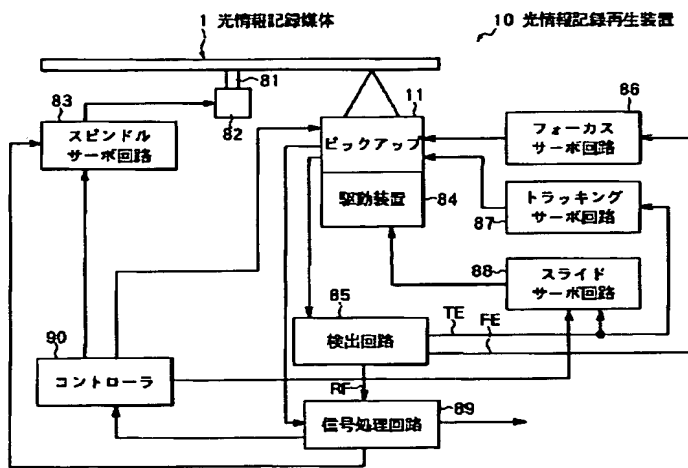 1 光情報記録媒体
10 光情報記録再生装置
81
82
83
スピンドル
サーボ回路
11
ピックアップ
駆動装置
84
86
フォーカス
サーボ回路
87
トラッキング
サーボ回路
88
スライド
サーボ回路
85
検出回路
TE
FE
RF
90
コントローラ
信号処理回路
89